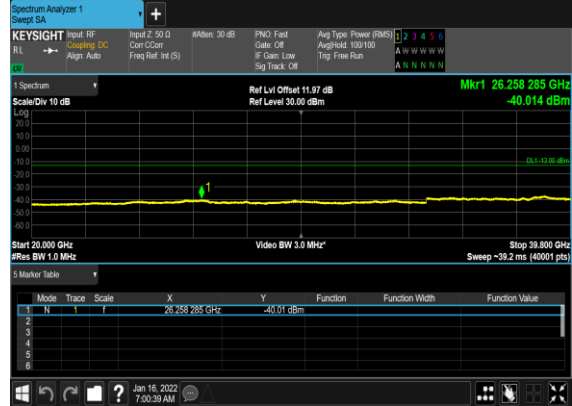 Spectrum Analyzer 1
Swept SA
+
KEYSIGHT Input: RF Input Z: 50 Ω #Atten: 30 dB PNO: Fast Avg Type: Power (RMS) 1 2 3 4 5 6
RL Coupling: DC Corr CCorr Gate: Off Avg|Hold: 100/100 A W W W W W
Align: Auto Freq Ref: Int (S) IF Gain: Low Trig: Free Run
Sig Track: Off A N N N N N
1 Spectrum Ref Lvl Offset 11.97 dB Mkr1 26.258 285 GHz
Scale/Div 10 dB Ref Level 30.00 dBm -40.014 dBm
Log
20.0
10.0
0.00
-10.0 DL1 -13.00 dBm
-20.0
-30.0
1
-40.0
-50.0
-60.0
Start 20.000 GHz Video BW 3.0 MHz* Stop 39.800 GHz
#Res BW 1.0 MHz Sweep ~39.2 ms (40001 pts)
5 Marker Table
Mode Trace Scale X Y Function Function Width Function Value
1 N 1 f 26.258 285 GHz -40.01 dBm
2
3
4
5
6
? Jan 16, 2022
7:00:39 AM